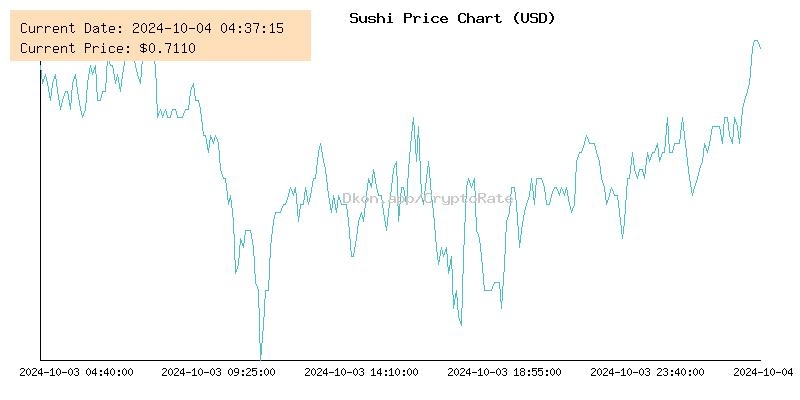 Sushi Price Chart (USD)
Current Date: 2024-10-04 04:37:15
Current Price: $0.7110
Dkon.app/CryptoRate
2024-10-03 04:40:00 2024-10-03 09:25:00 2024-10-03 14:10:00 2024-10-03 18:55:00 2024-10-03 23:40:00 2024-10-04